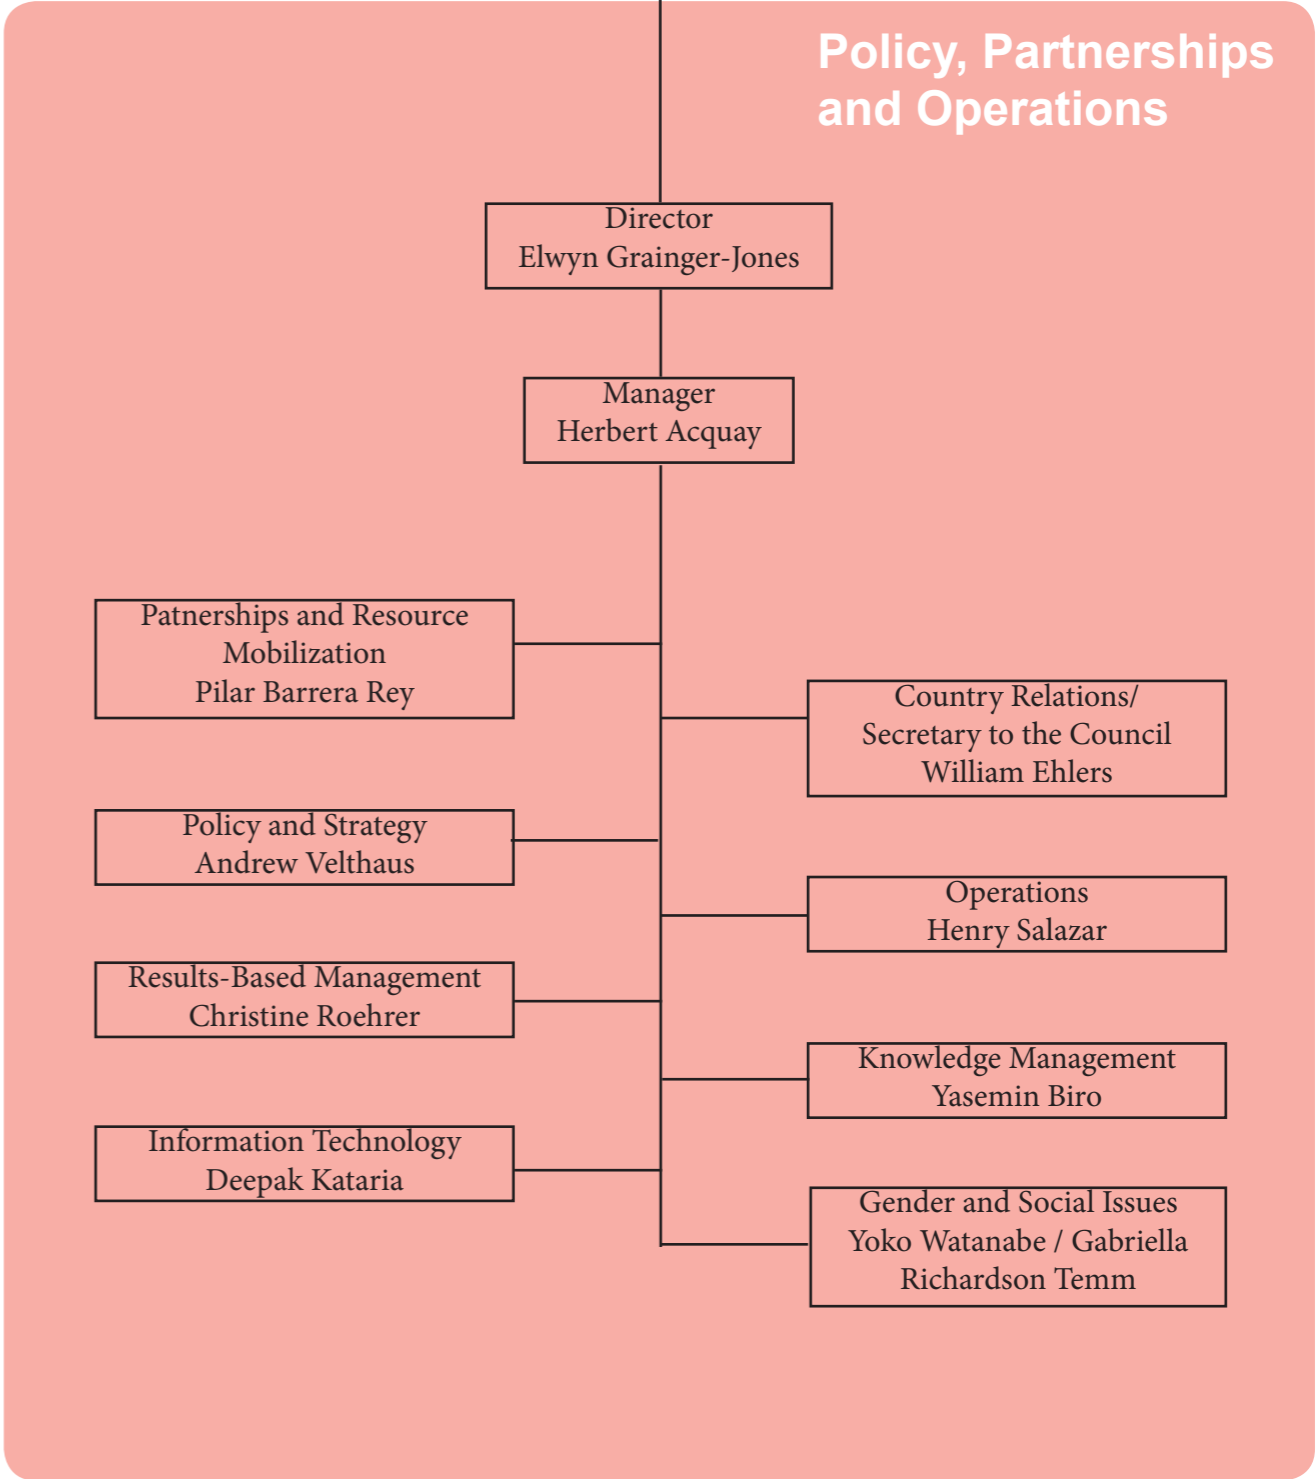 Policy, Partnerships
and Operations
Director
Elwyn Grainger-Jones
Manager
Herbert Acquay
Patnerships and Resource
Mobilization
Pilar Barrera Rey
Country Relations/
Secretary to the Council
William Ehlers
Policy and Strategy
Andrew Velthaus
Operations
Henry Salazar
Results-Based Management
Christine Roehrer
Knowledge Management
Yasemin Biro
Information Technology
Deepak Kataria
Gender and Social Issues
Yoko Watanabe / Gabriella
Richardson Temm